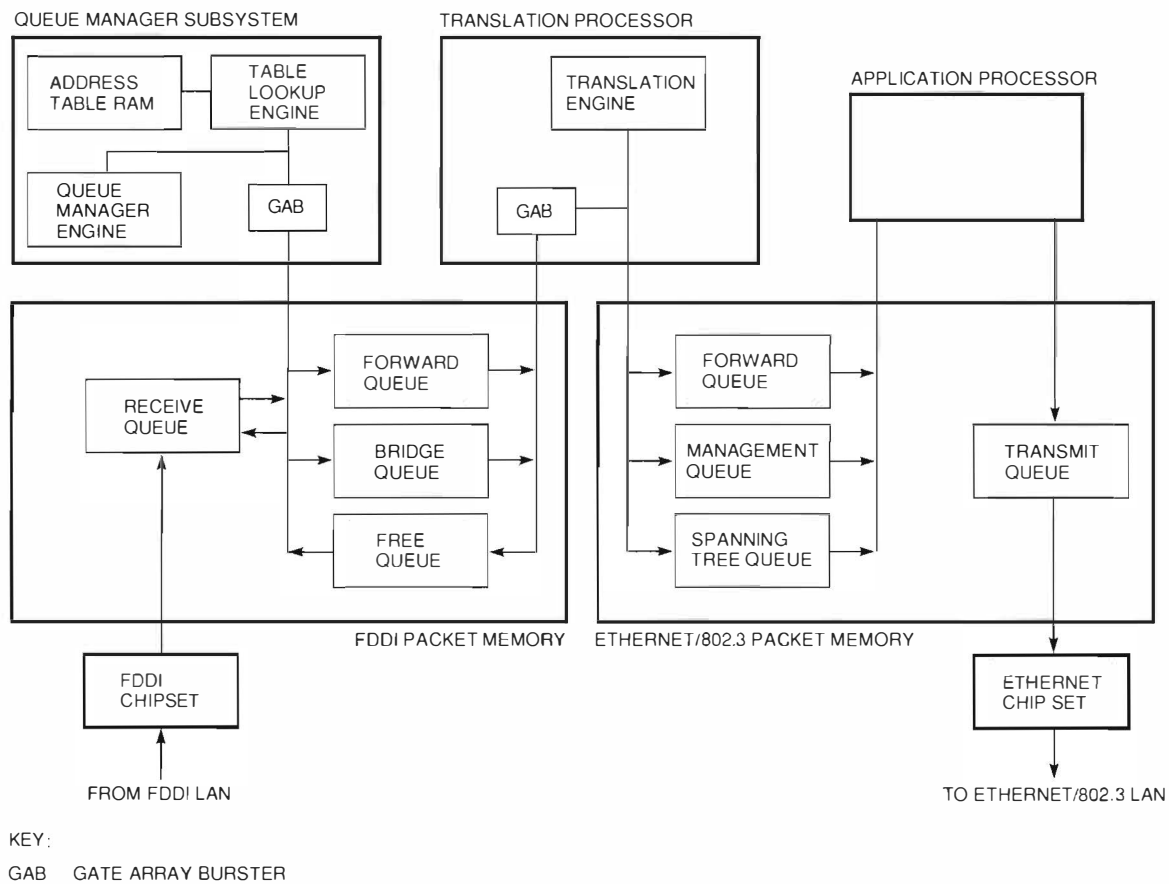 QUEUE MANAGER SUBSYSTEM
TRANSLATION PROCESSOR
APPLICATION PROCESSOR
ADDRESS
TABLE RAM
TABLE
LOOKUP
ENGINE
QUEUE
MANAGER
ENGINE
GAB
TRANSLATION
ENGINE
GAB
RECEIVE
QUEUE
FORWARD
QUEUE
BRIDGE
QUEUE
FREE
QUEUE
FORWARD
QUEUE
MANAGEMENT
QUEUE
SPANNING
TREE QUEUE
TRANSMIT
QUEUE
FDDI PACKET MEMORY
ETHERNET/802.3 PACKET MEMORY
FDDI
CHIPSET
ETHERNET
CHIP SET
FROM FDDI LAN
TO ETHERNET/802.3 LAN
KEY:
GAB GATE ARRAY BURSTER